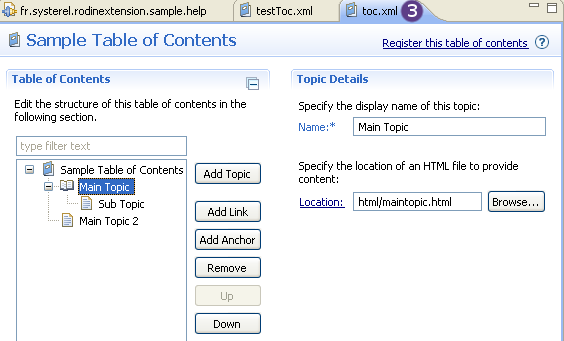 fr.systerel.rodinextension.sample.help testToc.xml toc.xml 3
Sample Table of Contents Register this table of contents ?
Table of Contents
Edit the structure of this table of contents in the
following section.
type filter text
Sample Table of Contents
Main Topic
Sub Topic
Main Topic 2
Add Topic
Add Link
Add Anchor
Remove
Up
Down
Topic Details
Specify the display name of this topic:
Name:* Main Topic
Specify the location of an HTML file to provide
content:
Location: html/maintopic.html Browse...